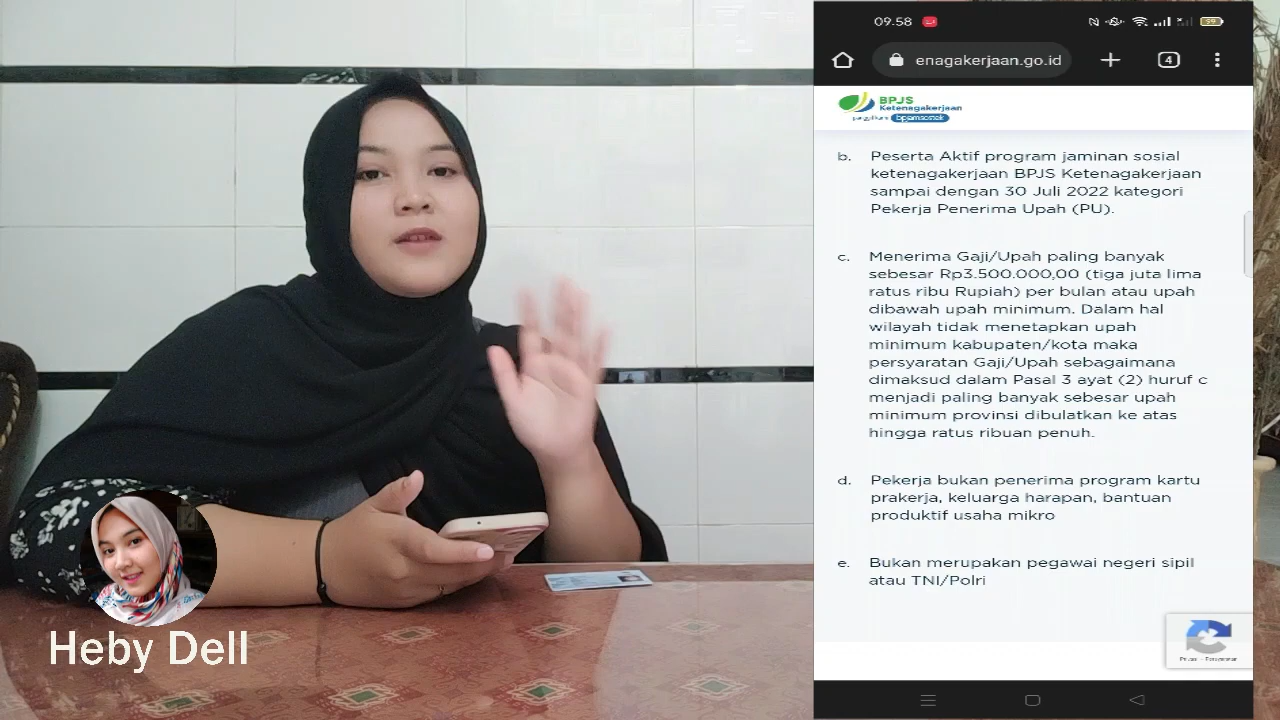 09.58
99
enagakerjaan.go.id
4
BPJS
Ketenagakerjaan
bpjamsostek
b. Peserta Aktif program jaminan sosial
ketenagakerjaan BPJS Ketenagakerjaan
sampai dengan 30 Juli 2022 kategori
Pekerja Penerima Upah (PU).
c. Menerima Gaji/Upah paling banyak
sebesar Rp3.500.000,00 (tiga juta lima
ratus ribu Rupiah) per bulan atau upah
dibawah upah minimum. Dalam hal
wilayah tidak menetapkan upah
minimum kabupaten/kota maka
persyaratan Gaji/Upah sebagaimana
dimaksud dalam Pasal 3 ayat (2) huruf c
menjadi paling banyak sebesar upah
minimum provinsi dibulatkan ke atas
hingga ratus ribuan penuh.
d. Pekerja bukan penerima program kartu
prakerja, keluarga harapan, bantuan
produktif usaha mikro
e. Bukan merupakan pegawai negeri sipil
atau TNI/Polri
Heby Dell